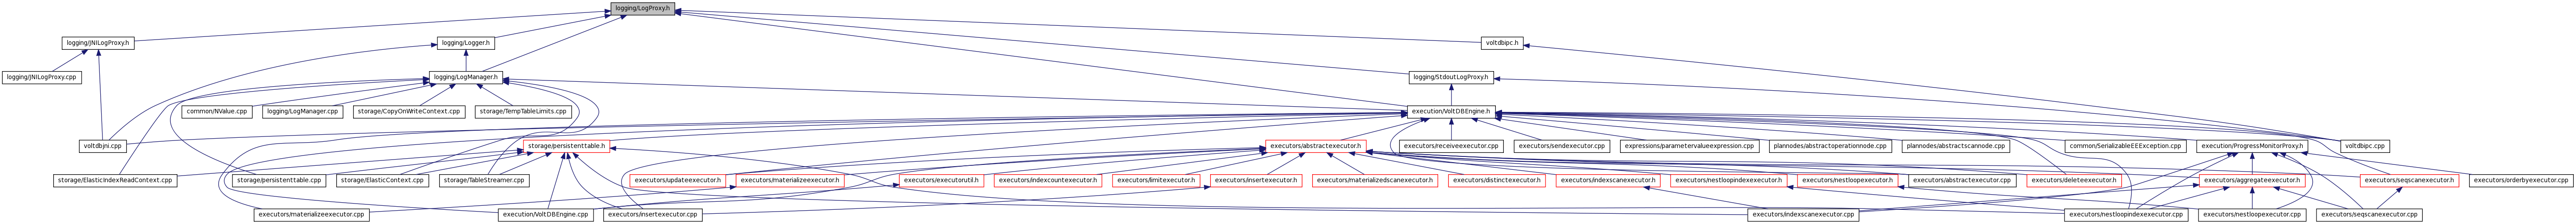 logging/LogProxy.h
logging/JNILogProxy.h
logging/Logger.h
voltdbipc.h
logging/JNILogProxy.cpp
logging/LogManager.h
logging/StdoutLogProxy.h
common/NValue.cpp
logging/LogManager.cpp
storage/CopyOnWriteContext.cpp
storage/TempTableLimits.cpp
execution/VoltDBEngine.h
voltdbjni.cpp
storage/persistenttable.h
executors/abstractexecutor.h
executors/receiveexecutor.cpp
executors/sendexecutor.cpp
expressions/parametervalueexpression.cpp
plannodes/abstractoperationnode.cpp
plannodes/abstractscannode.cpp
common/SerializableEEException.cpp
execution/ProgressMonitorProxy.h
voltdbipc.cpp
storage/ElasticIndexReadContext.cpp
storage/persistenttable.cpp
storage/ElasticContext.cpp
storage/TableStreamer.cpp
executors/updateexecutor.h
executors/materializeexecutor.h
executors/executorutil.h
executors/indexcountexecutor.h
executors/limitexecutor.h
executors/insertexecutor.h
executors/materializedscanexecutor.h
executors/distinctexecutor.h
executors/indexscanexecutor.h
executors/nestloopindexexecutor.h
executors/nestloopexecutor.h
executors/abstractexecutor.cpp
executors/deleteexecutor.h
executors/aggregateexecutor.h
executors/seqscanexecutor.h
executors/orderbyexecutor.cpp
executors/materializeexecutor.cpp
execution/VoltDBEngine.cpp
executors/insertexecutor.cpp
executors/indexscanexecutor.cpp
executors/nestloopindexexecutor.cpp
executors/nestloopexecutor.cpp
executors/seqscanexecutor.cpp